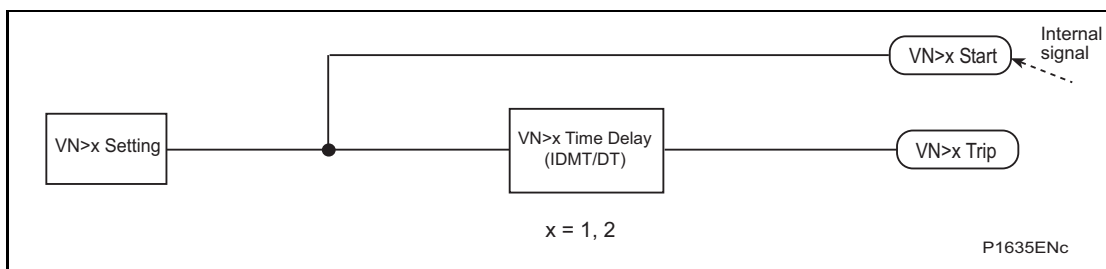 Internal
signal
VN>x Start
VN>x Setting
VN>x Time Delay
(IDMT/DT)
VN>x Trip
x = 1, 2
P1635ENc